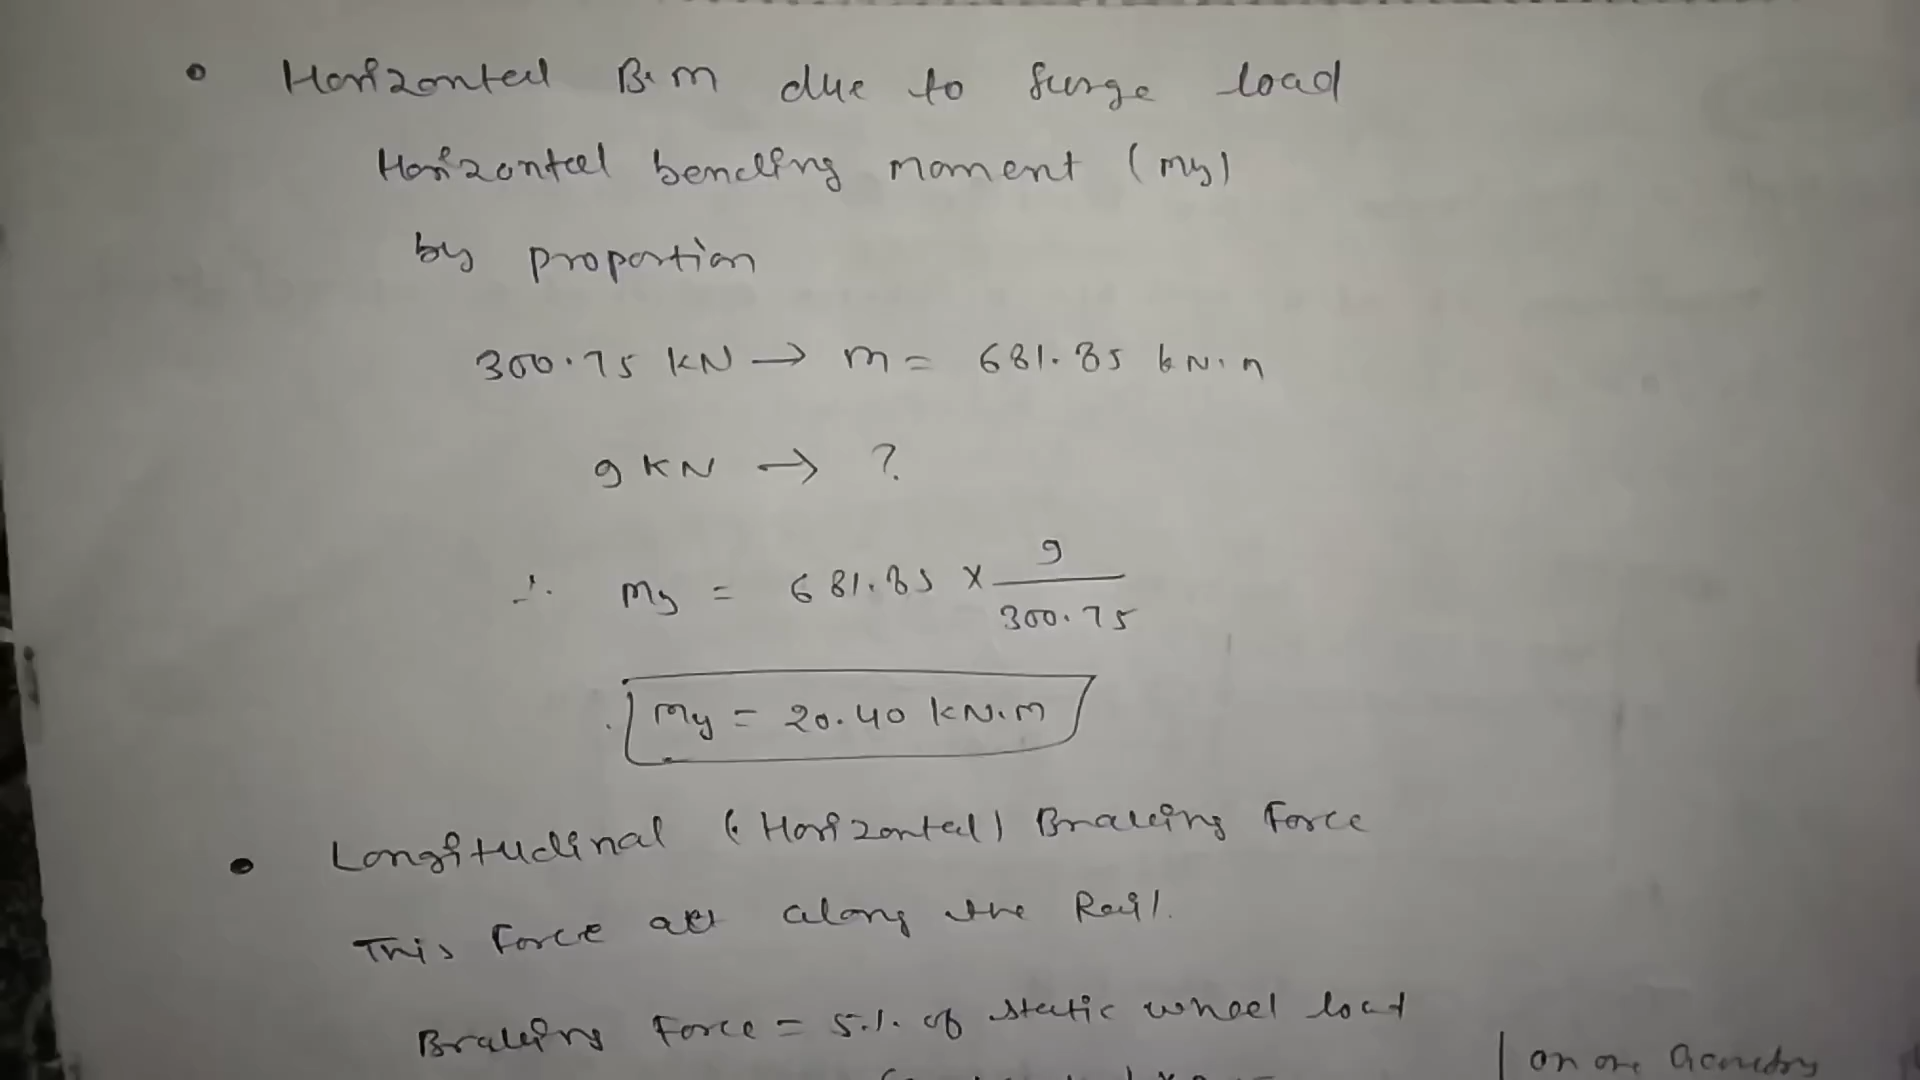 • Horizontal B.M due to surge load
Horizontal bending moment (My)
by proportion
300.75 KN → M = 681.85 kN.m
9 KN → ?
∴ My = 681.85 × 9/300.75
My = 20.40 kN.m
• Longitudinal (Horizontal) Braking Force
This Force act along the Rail.
Braking Force = 5% of static wheel load
on one